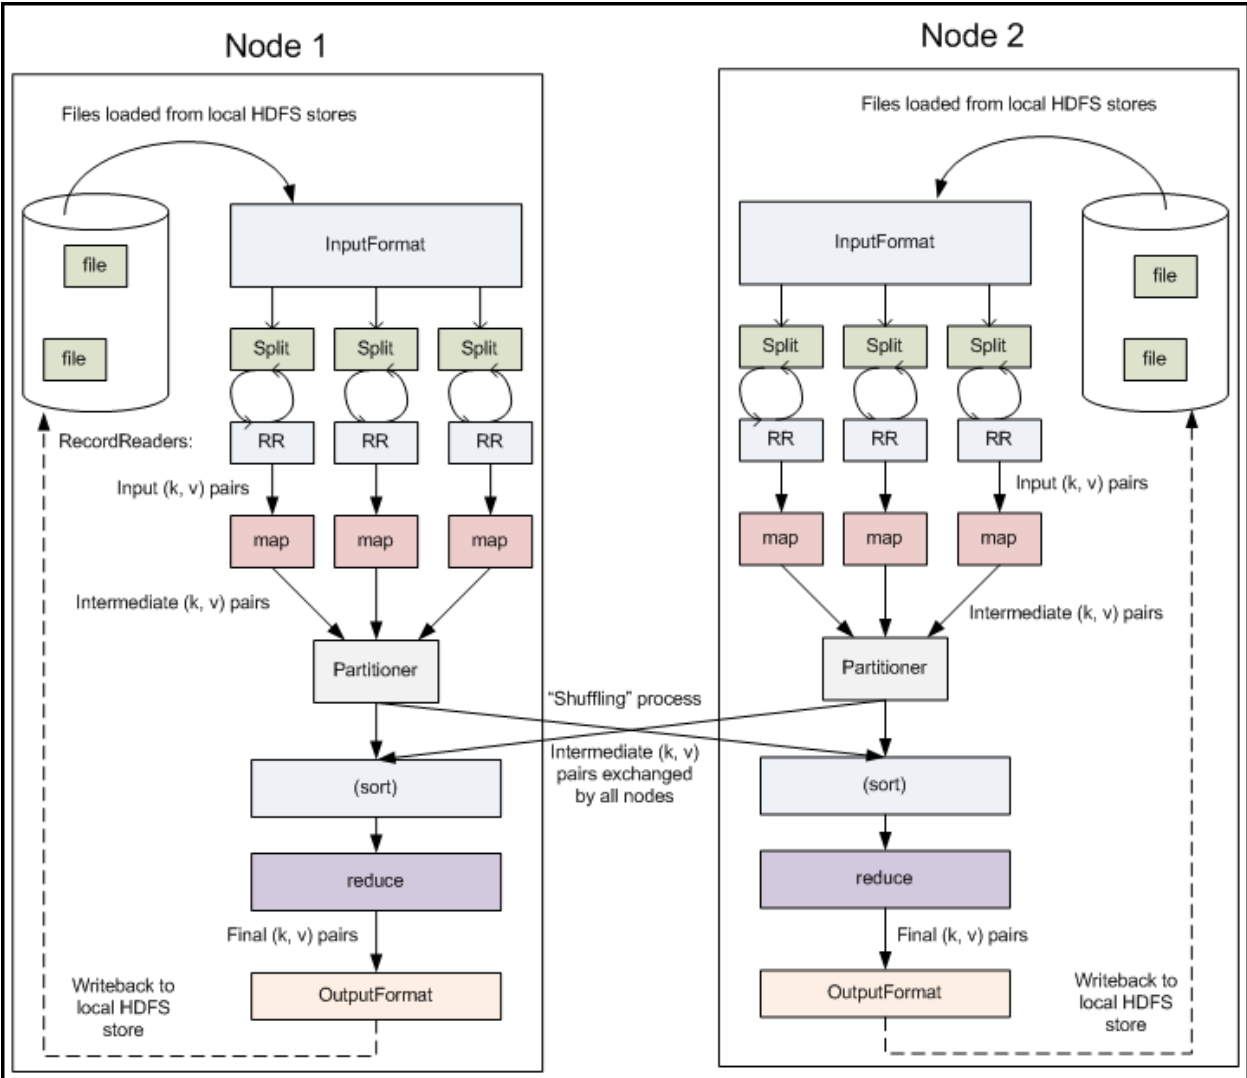 Node 1
Files loaded from local HDFS stores
InputFormat
file
file
Split
Split
Split
RecordReaders:
RR
RR
RR
Input (k, v) pairs
map
map
map
Intermediate (k, v) pairs
Partitioner
(sort)
reduce
Final (k, v) pairs
Writeback to
local HDFS
store
OutputFormat
“Shuffling” process
Intermediate (k, v)
pairs exchanged
by all nodes
Node 2
Files loaded from local HDFS stores
InputFormat
file
file
Split
Split
Split
RR
RR
RR
Input (k, v) pairs
map
map
map
Intermediate (k, v) pairs
Partitioner
(sort)
reduce
Final (k, v) pairs
Writeback to
local HDFS
store
OutputFormat